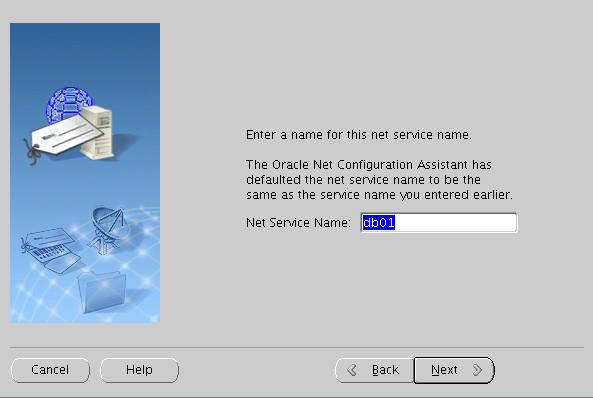 Enter a name for this net service name.
The Oracle Net Configuration Assistant has
defaulted the net service name to be the
same as the service name you entered earlier.
Net Service Name: db01
Cancel Help Back Next